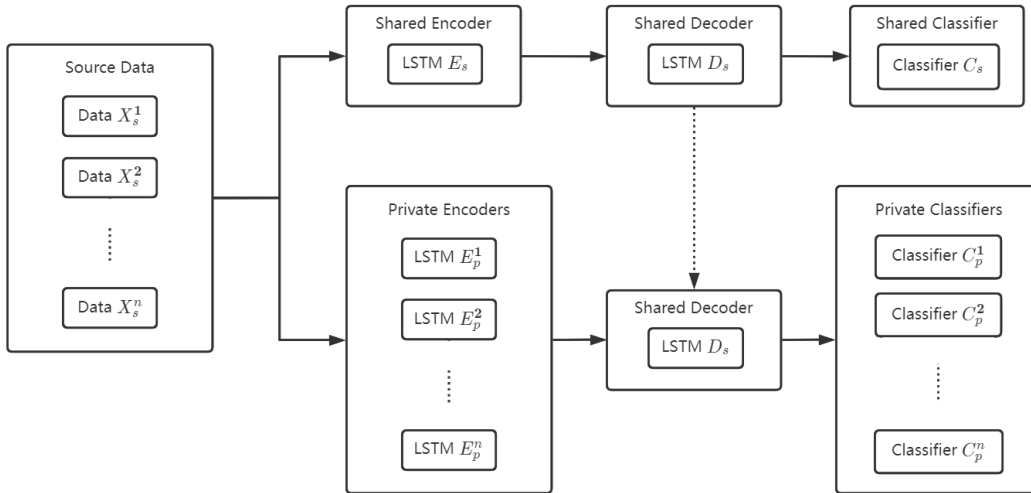 Source Data
Data $X_s^1$
Data $X_s^2$
Data $X_s^n$
Shared Encoder
LSTM $E_s$
Shared Decoder
LSTM $D_s$
Shared Classifier
Classifier $C_s$
Private Encoders
LSTM $E_p^1$
LSTM $E_p^2$
LSTM $E_p^n$
Shared Decoder
LSTM $D_s$
Private Classifiers
Classifier $C_p^1$
Classifier $C_p^2$
Classifier $C_p^n$